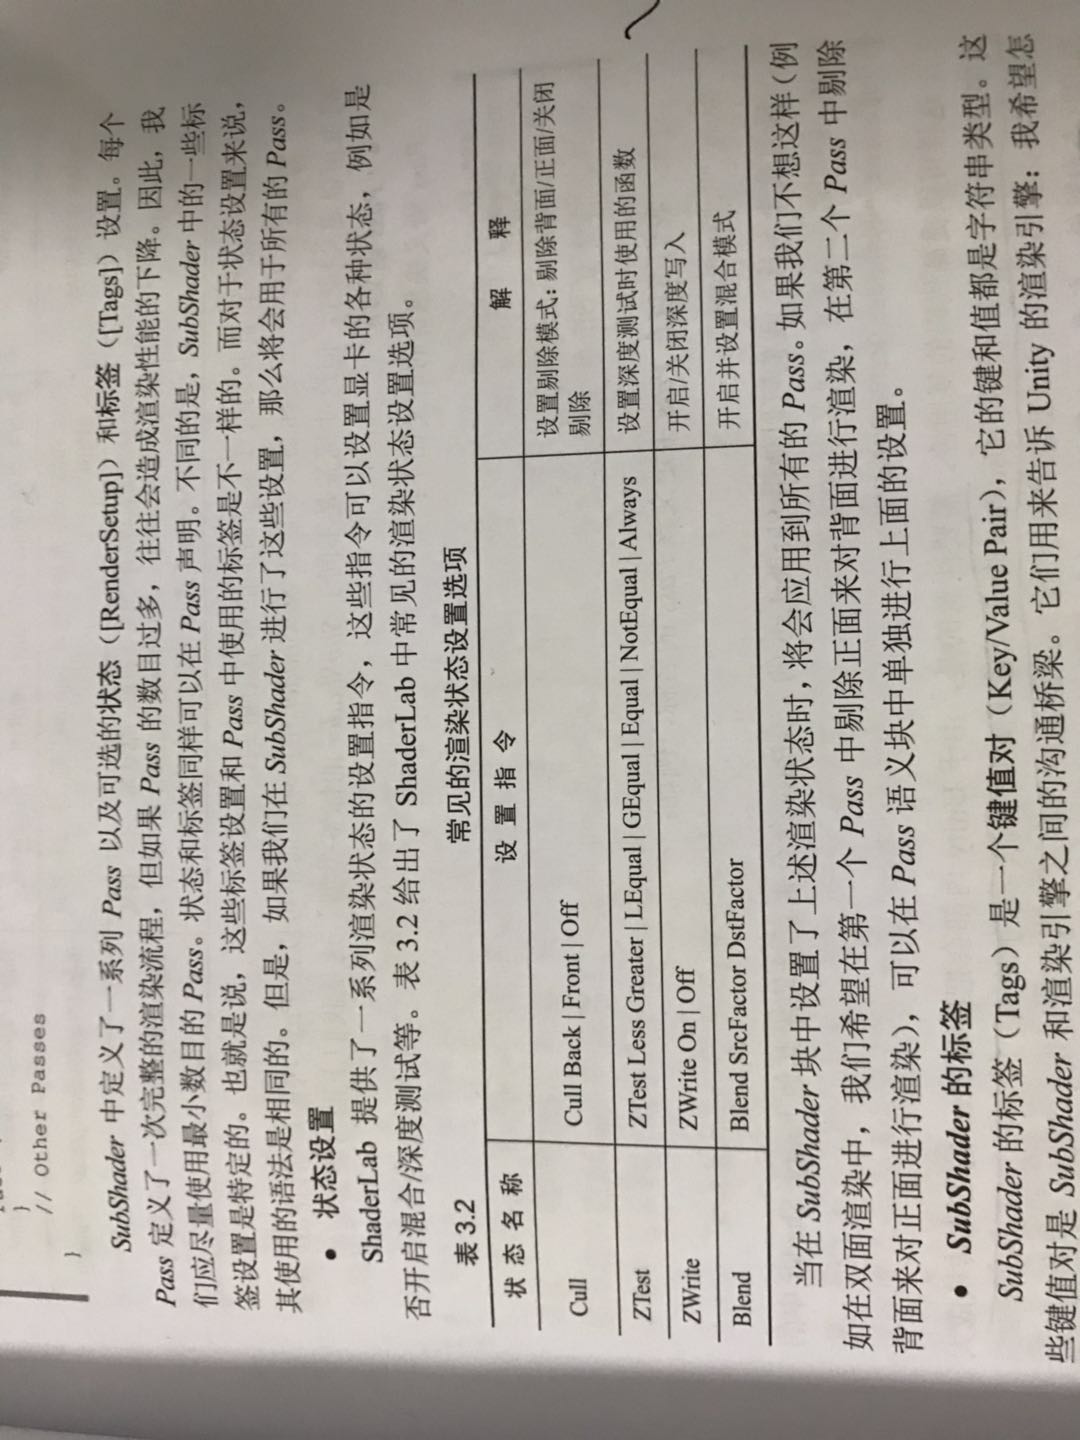 }
// Other Passes
}
SubShader 中定义了一系列 Pass 以及可选的状态（[RenderSetup]）和标签（[Tags]）设置。每个
Pass 定义了一次完整的渲染流程，但如果 Pass 的数目过多，往往会造成渲染性能的下降。因此，我
们应尽量使用最小数目的 Pass。状态和标签同样可以在 Pass 声明。不同的是，SubShader 中的一些标
签设置是特定的。也就是说，这些标签设置和 Pass 中使用的标签是不一样的。而对于状态设置来说，
其使用的语法是相同的。但是，如果我们在 SubShader 进行了这些设置，那么将会用于所有的 Pass。
• 状态设置
ShaderLab 提供了一系列渲染状态的设置指令，这些指令可以设置显卡的各种状态，例如是
否开启混合/深度测试等。表 3.2 给出了 ShaderLab 中常见的渲染状态设置选项。
表 3.2 常见的渲染状态设置选项
状态名称 设置指令 解释
Cull Cull Back | Front | Off 设置剔除模式：剔除背面/正面/关闭
剔除
ZTest ZTest Less Greater | LEqual | GEqual | Equal | NotEqual | Always 设置深度测试时使用的函数
ZWrite ZWrite On | Off 开启/关闭深度写入
Blend Blend SrcFactor DstFactor 开启并设置混合模式
当在 SubShader 块中设置了上述渲染状态时，将会应用到所有的 Pass。如果我们不想这样（例
如在双面渲染中，我们希望在第一个 Pass 中剔除正面来对背面进行渲染，在第二个 Pass 中剔除
背面来对正面进行渲染），可以在 Pass 语义块中单独进行上面的设置。
• SubShader 的标签
SubShader 的标签（Tags）是一个键值对（Key/Value Pair），它的键和值都是字符串类型。这
些键值对是 SubShader 和渲染引擎之间的沟通桥梁。它们用来告诉 Unity 的渲染引擎：我希望怎